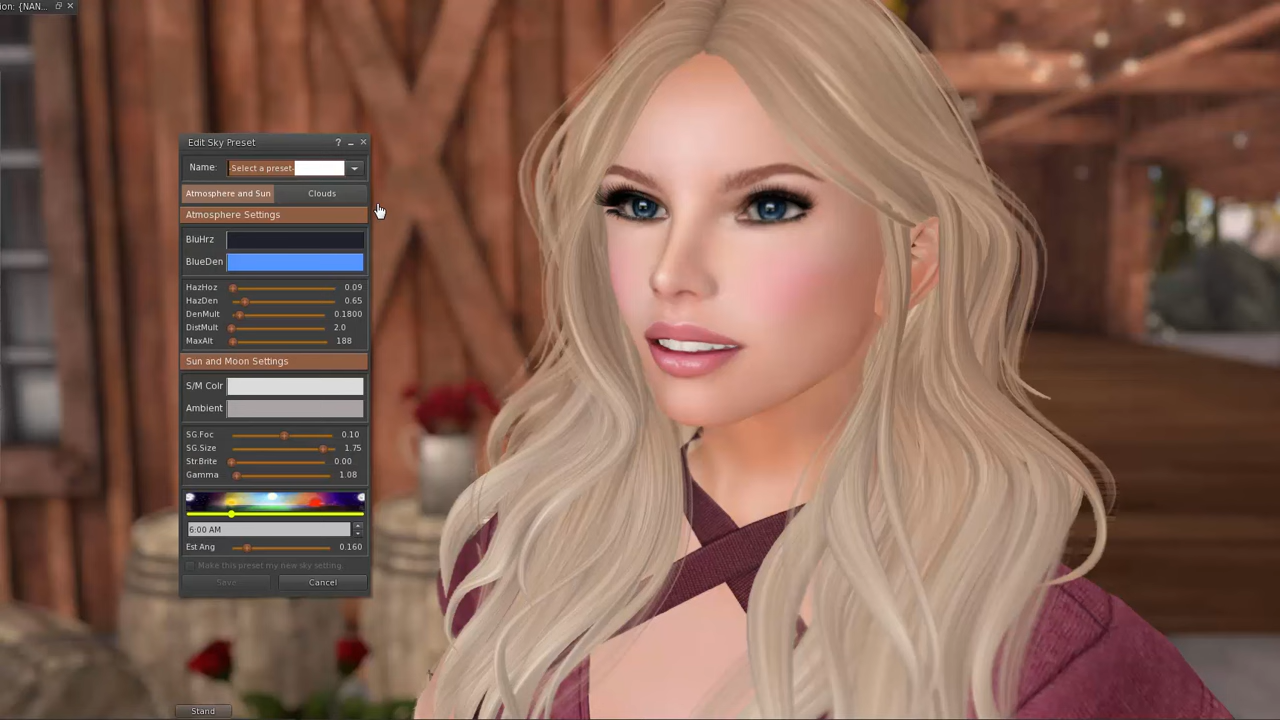 ion: {NAN...
Edit Sky Preset ?
Name: -Select a preset-
Atmosphere and Sun Clouds
Atmosphere Settings
BluHrz
BlueDen
HazHoz 0.09
HazDen 0.65
DenMult 0.1800
DistMult 2.0
MaxAlt 188
Sun and Moon Settings
S/M Colr
Ambient
SG.Foc 0.10
SG.Size 1.75
Str.Brite 0.00
Gamma 1.08
6:00 AM
Est Ang 0.160
Make this preset my new sky setting
Save Cancel
Stand